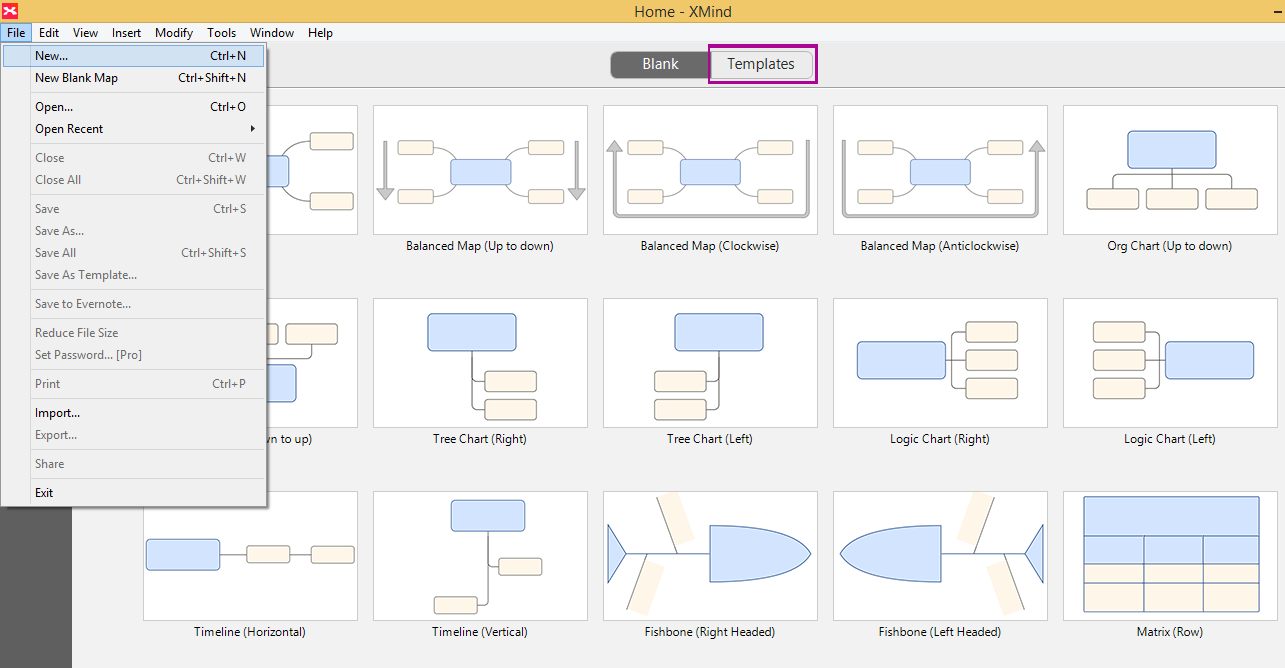 Home - XMind
File Edit View Insert Modify Tools Window Help
New... Ctrl+N
New Blank Map Ctrl+Shift+N
Open... Ctrl+O
Open Recent
Close Ctrl+W
Close All Ctrl+Shift+W
Save Ctrl+S
Save As...
Save All Ctrl+Shift+S
Save As Template...
Save to Evernote...
Reduce File Size
Set Password... [Pro]
Print Ctrl+P
Import...
Export...
Share
Exit
Blank Templates
Balanced Map (Up to down) Balanced Map (Clockwise) Balanced Map (Anticlockwise) Org Chart (Up to down)
to up) Tree Chart (Right) Tree Chart (Left) Logic Chart (Right) Logic Chart (Left)
Timeline (Horizontal) Timeline (Vertical) Fishbone (Right Headed) Fishbone (Left Headed) Matrix (Row)